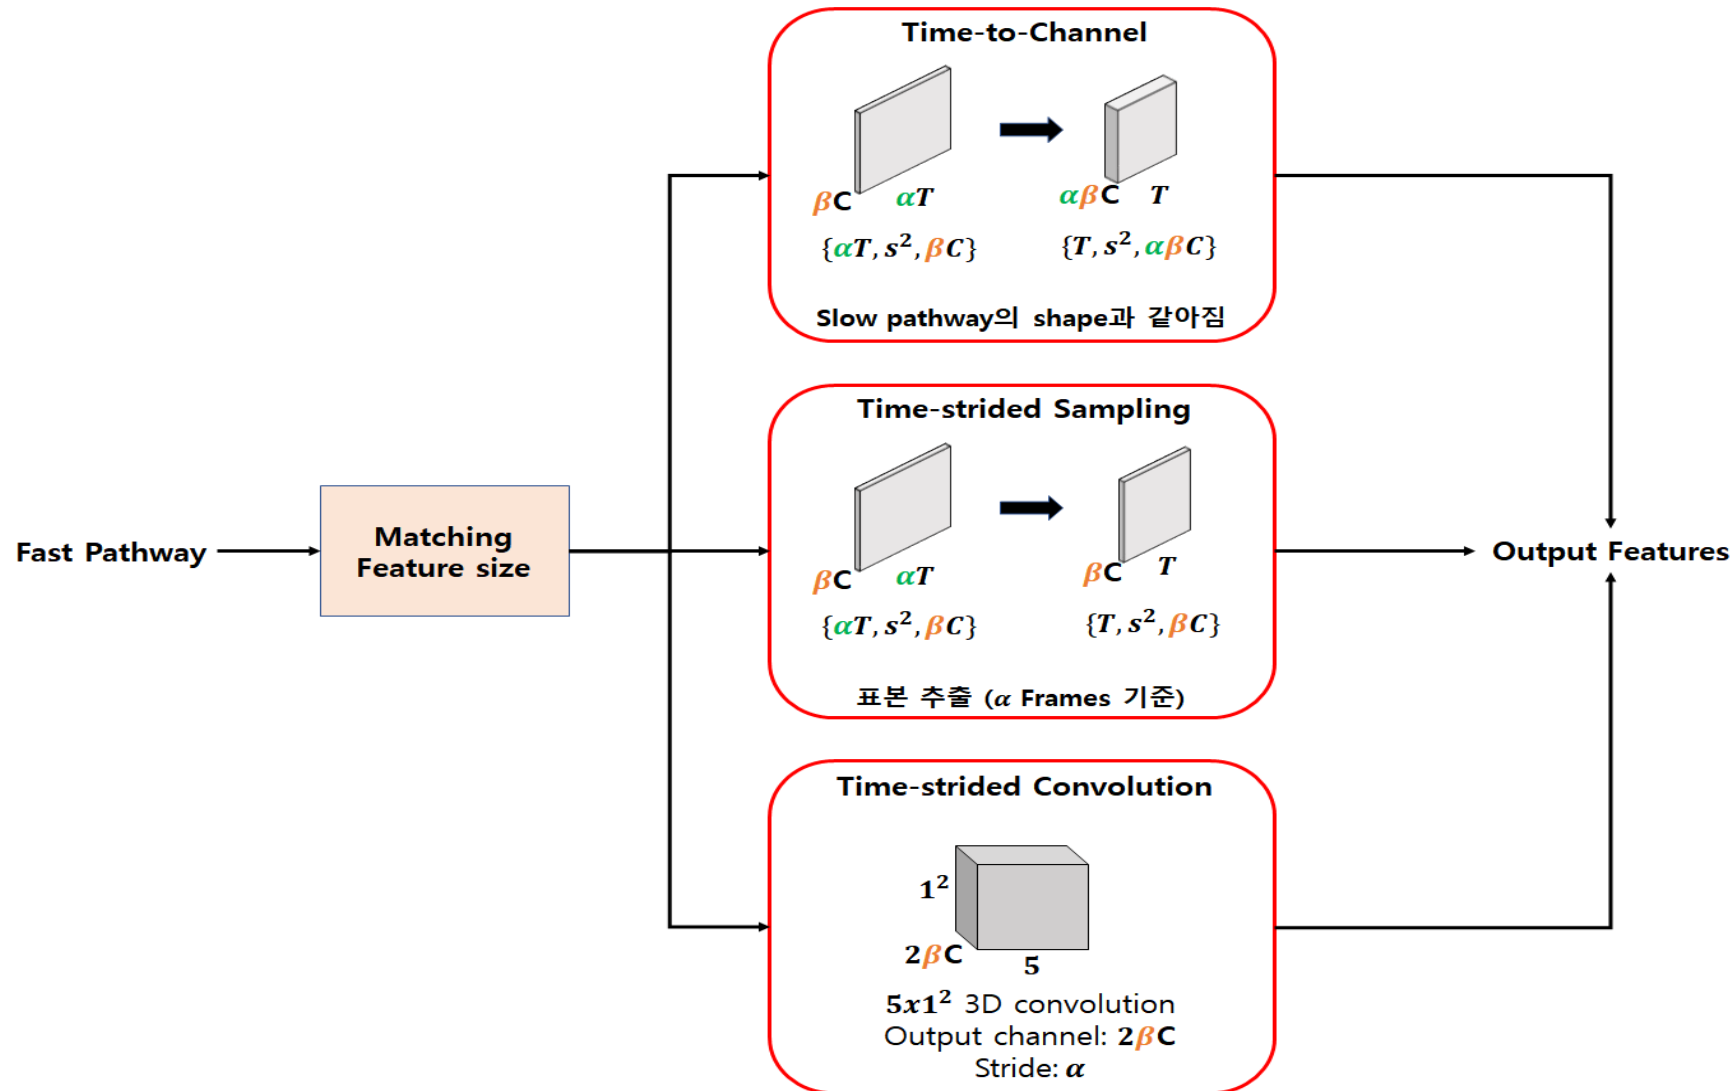 Time-to-Channel
βC αT αβC T
{αT, s², βC} {T, s², αβC}
Slow pathway의 shape과 같아짐
Time-strided Sampling
βC αT βC T
{αT, s², βC} {T, s², βC}
표본 추출 (α Frames 기준)
Fast Pathway
Matching
Feature size
Output Features
Time-strided Convolution
1²
2βC
5
5x1² 3D convolution
Output channel: 2βC
Stride: α